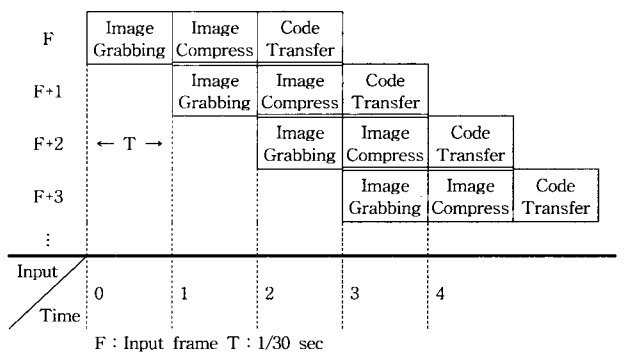 F
Image Grabbing
Image Compress
Code Transfer
F+1
Image Grabbing
Image Compress
Code Transfer
F+2
← T →
Image Grabbing
Image Compress
Code Transfer
F+3
Image Grabbing
Image Compress
Code Transfer
⋮
Input
Time
0
1
2
3
4
F : Input frame T : 1/30 sec